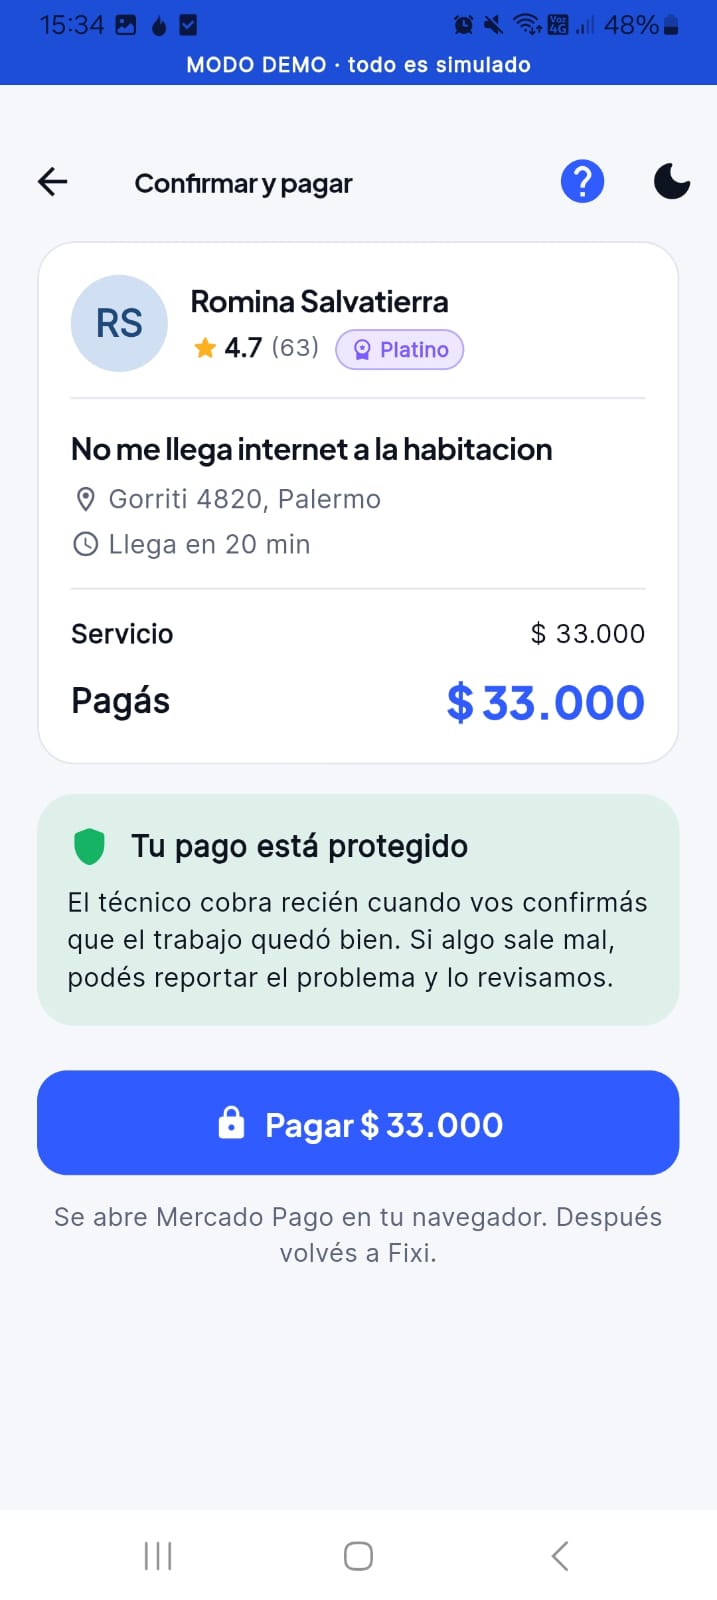 15:34
Voz 4G
48%
MODO DEMO · todo es simulado
Confirmar y pagar
?
RS
Romina Salvatierra
4.7 (63)
Platino
No me llega internet a la habitacion
Gorriti 4820, Palermo
Llega en 20 min
Servicio $ 33.000
Pagás $ 33.000
Tu pago está protegido
El técnico cobra recién cuando vos confirmás
que el trabajo quedó bien. Si algo sale mal,
podés reportar el problema y lo revisamos.
Pagar $ 33.000
Se abre Mercado Pago en tu navegador. Después
volvés a Fixi.